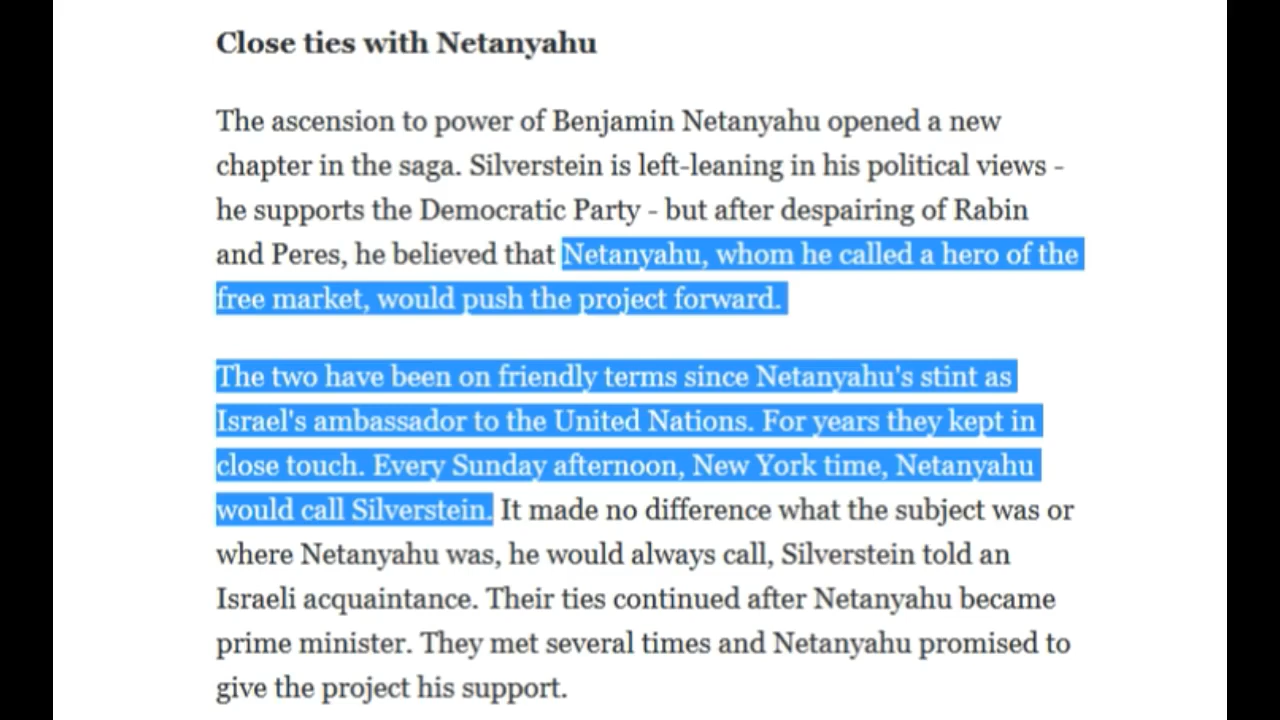 Close ties with Netanyahu
The ascension to power of Benjamin Netanyahu opened a new
chapter in the saga. Silverstein is left-leaning in his political views -
he supports the Democratic Party - but after despairing of Rabin
and Peres, he believed that Netanyahu, whom he called a hero of the
free market, would push the project forward.
The two have been on friendly terms since Netanyahu's stint as
Israel's ambassador to the United Nations. For years they kept in
close touch. Every Sunday afternoon, New York time, Netanyahu
would call Silverstein. It made no difference what the subject was or
where Netanyahu was, he would always call, Silverstein told an
Israeli acquaintance. Their ties continued after Netanyahu became
prime minister. They met several times and Netanyahu promised to
give the project his support.